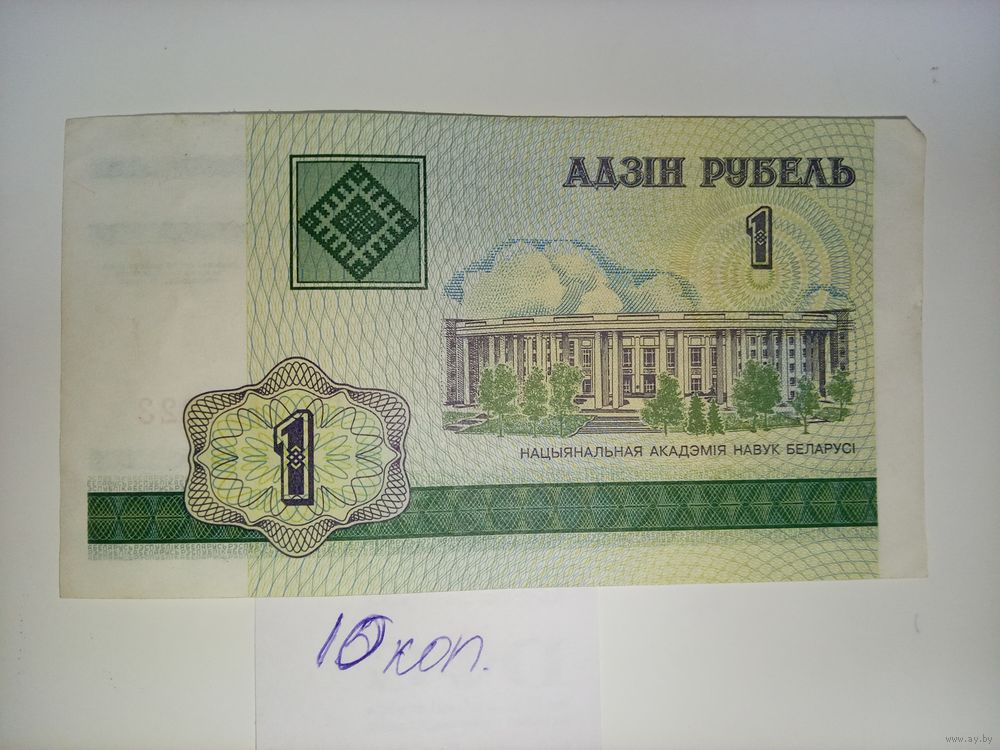 АДЗІН РУБЕЛЬ
1
НАЦЫЯНАЛЬНАЯ АКАДЭМІЯ НАВУК БЕЛАРУСІ
1
10 коп.
www.ay.by